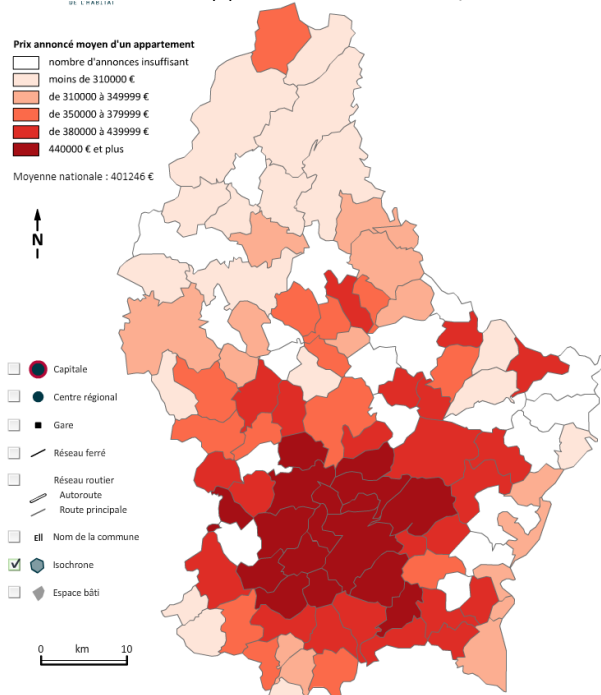 DE L'HABITAT
Prix annoncé moyen d'un appartement
nombre d'annonces insuffisant
moins de 310000 €
de 310000 à 349999 €
de 350000 à 379999 €
de 380000 à 439999 €
440000 € et plus
Moyenne nationale : 401246 €
N
Capitale
Centre régional
Gare
Réseau ferré
Réseau routier
Autoroute
Route principale
Ell Nom de la commune
Isochrone
Espace bâti
0 km 10